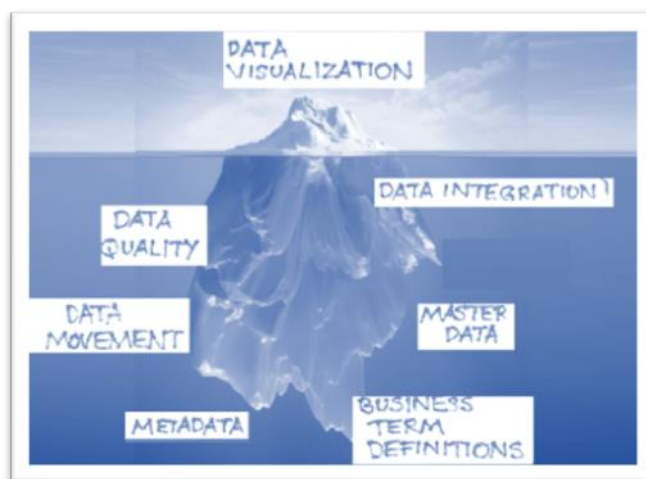 DATA
VISUALIZATION
DATA INTEGRATION
DATA
QUALITY
DATA
MOVEMENT
MASTER
DATA
METADATA
BUSINESS
TERM
DEFINITIONS